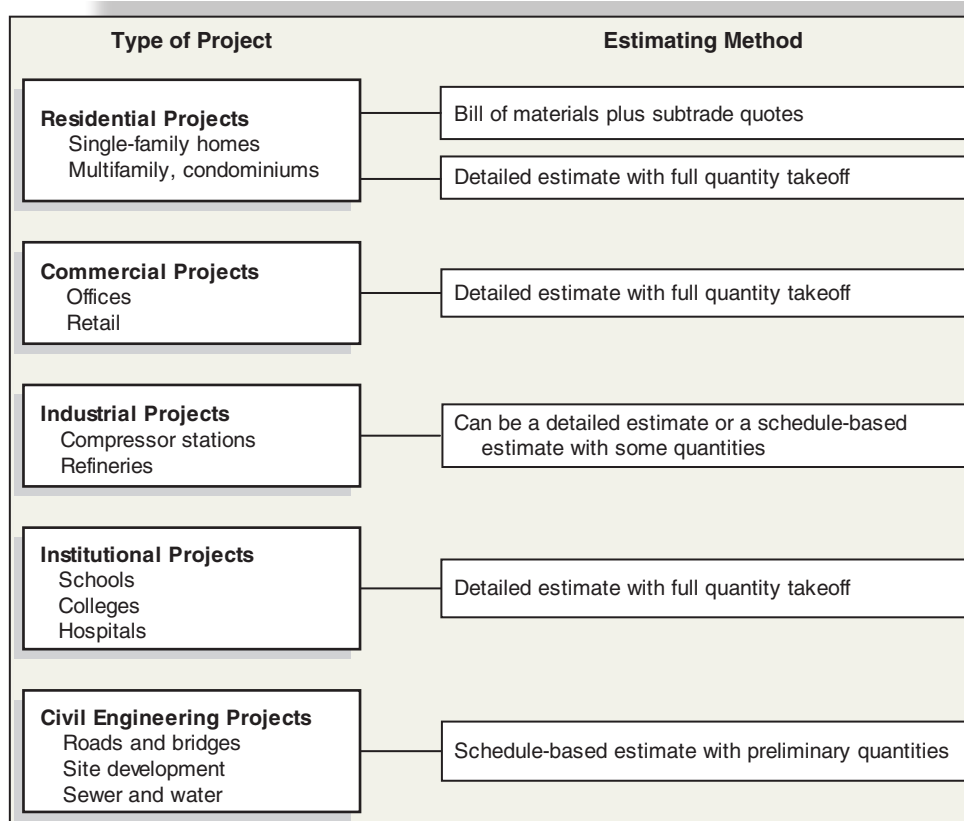 Type of Project
Estimating Method
Residential Projects
Single-family homes
Multifamily, condominiums
Bill of materials plus subtrade quotes
Detailed estimate with full quantity takeoff
Commercial Projects
Offices
Retail
Detailed estimate with full quantity takeoff
Industrial Projects
Compressor stations
Refineries
Can be a detailed estimate or a schedule-based
estimate with some quantities
Institutional Projects
Schools
Colleges
Hospitals
Detailed estimate with full quantity takeoff
Civil Engineering Projects
Roads and bridges
Site development
Sewer and water
Schedule-based estimate with preliminary quantities